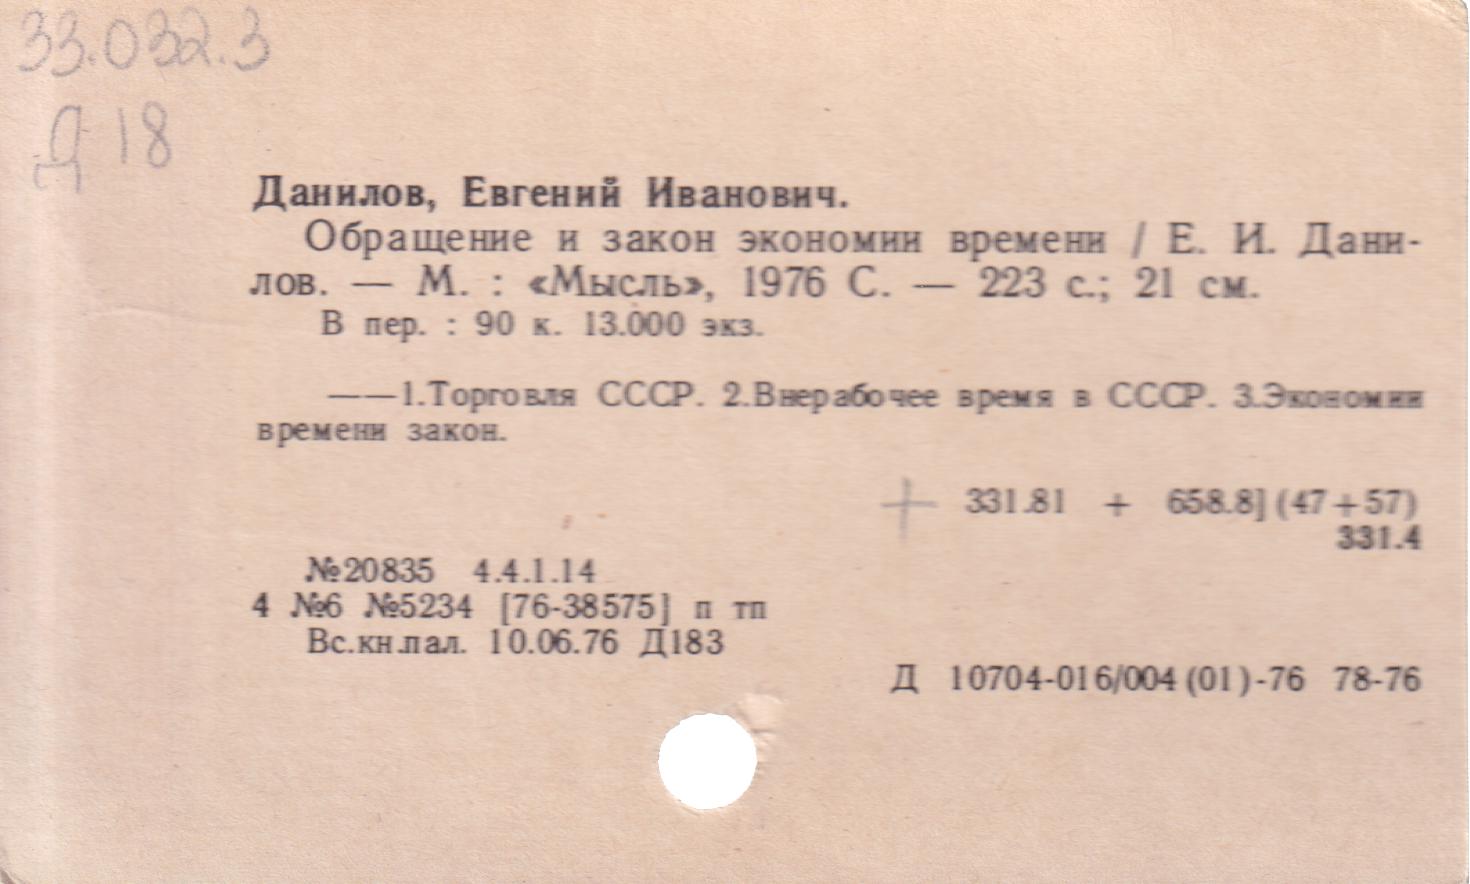 33.032.3
Д 18
Данилов, Евгений Иванович.
Обращение и закон экономии времени / Е. И. Дани-
лов. — М. : «Мысль», 1976 С. — 223 с.; 21 см.
В пер. : 90 к. 13.000 экз.
——1.Торговля СССР. 2.Внерабочее время в СССР. 3.Экономии
времени закон.
+ 331.81 + 658.8](47+57)
331.4
№20835 4.4.1.14
4 №6 №5234 [76-38575] п тп
Вс.кн.пал. 10.06.76 Д183
Д 10704-016/004(01)-76 78-76